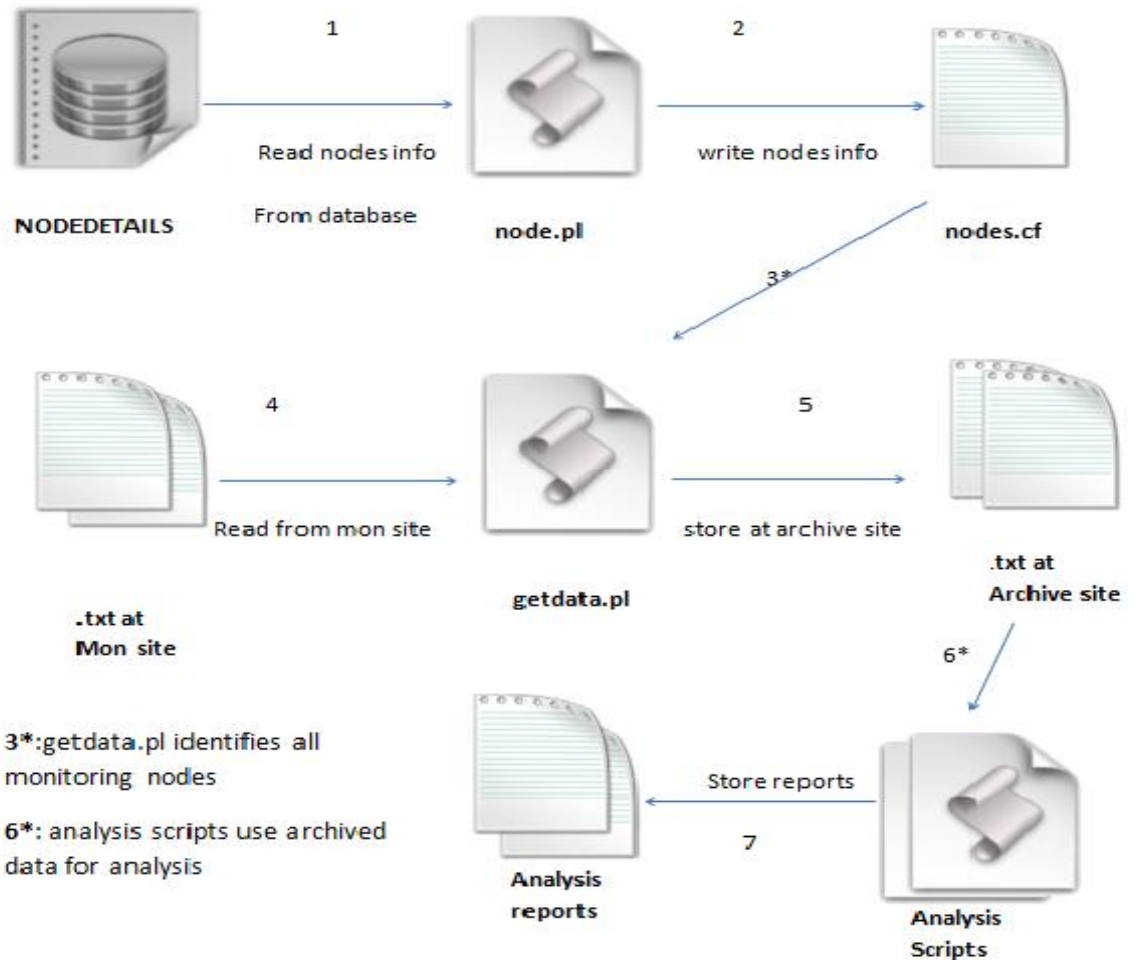 1
2
Read nodes info
write nodes info
From database
NODEDETAILS
node.pl
nodes.cf
3*
4
5
Read from mon site
store at archive site
.txt at
Mon site
getdata.pl
.txt at
Archive site
6*
3*:getdata.pl identifies all
monitoring nodes
Store reports
7
6*: analysis scripts use archived
data for analysis
Analysis
reports
Analysis
Scripts